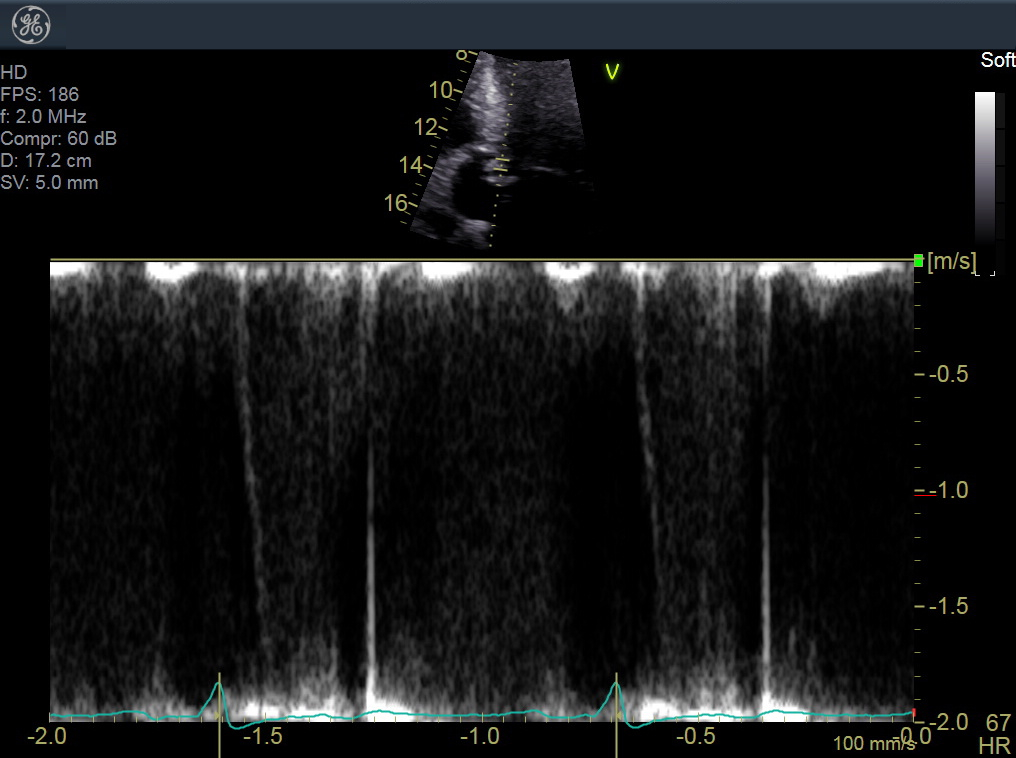 GE
HD
FPS: 186
f: 2.0 MHz
Compr: 60 dB
D: 17.2 cm
SV: 5.0 mm
8
10
12
14
16
V
Soft
[m/s]
-0.5
-1.0
-1.5
-2.0
-2.0 -1.5 -1.0 -0.5 0.0
100 mm/s
67
HR